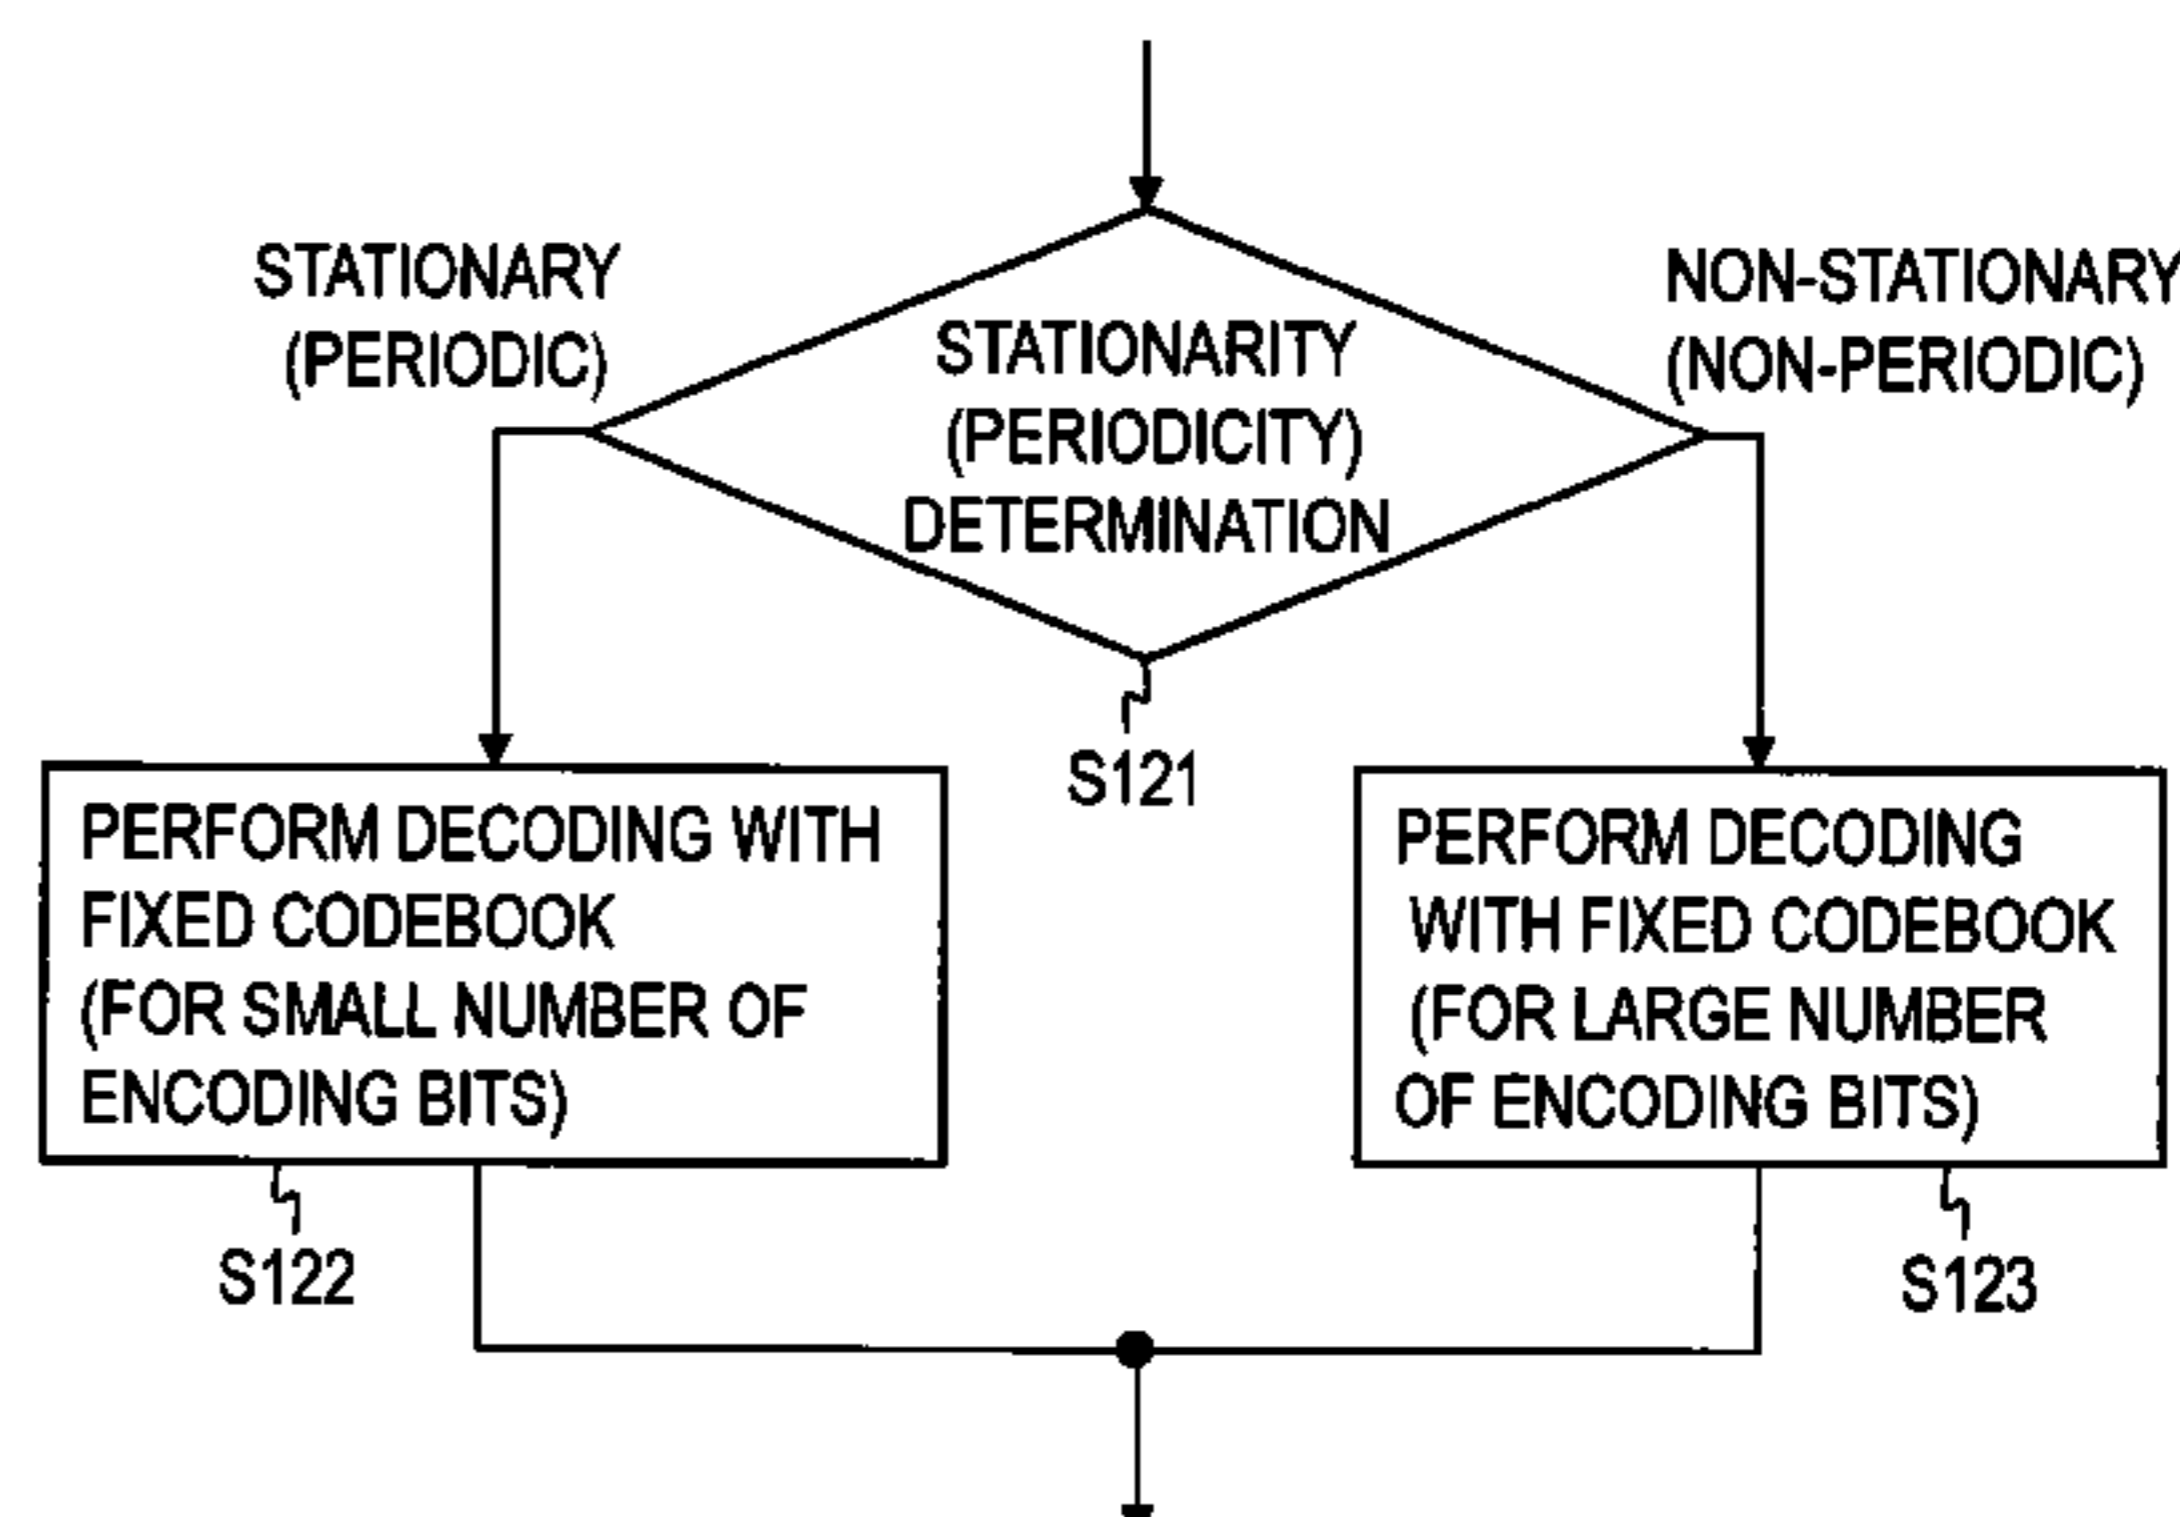 STATIONARY
(PERIODIC)
NON-STATIONARY
(NON-PERIODIC)
STATIONARITY
(PERIODICITY)
DETERMINATION
S121
PERFORM DECODING WITH
FIXED CODEBOOK
(FOR SMALL NUMBER OF
ENCODING BITS)
S122
PERFORM DECODING
WITH FIXED CODEBOOK
(FOR LARGE NUMBER
OF ENCODING BITS)
S123